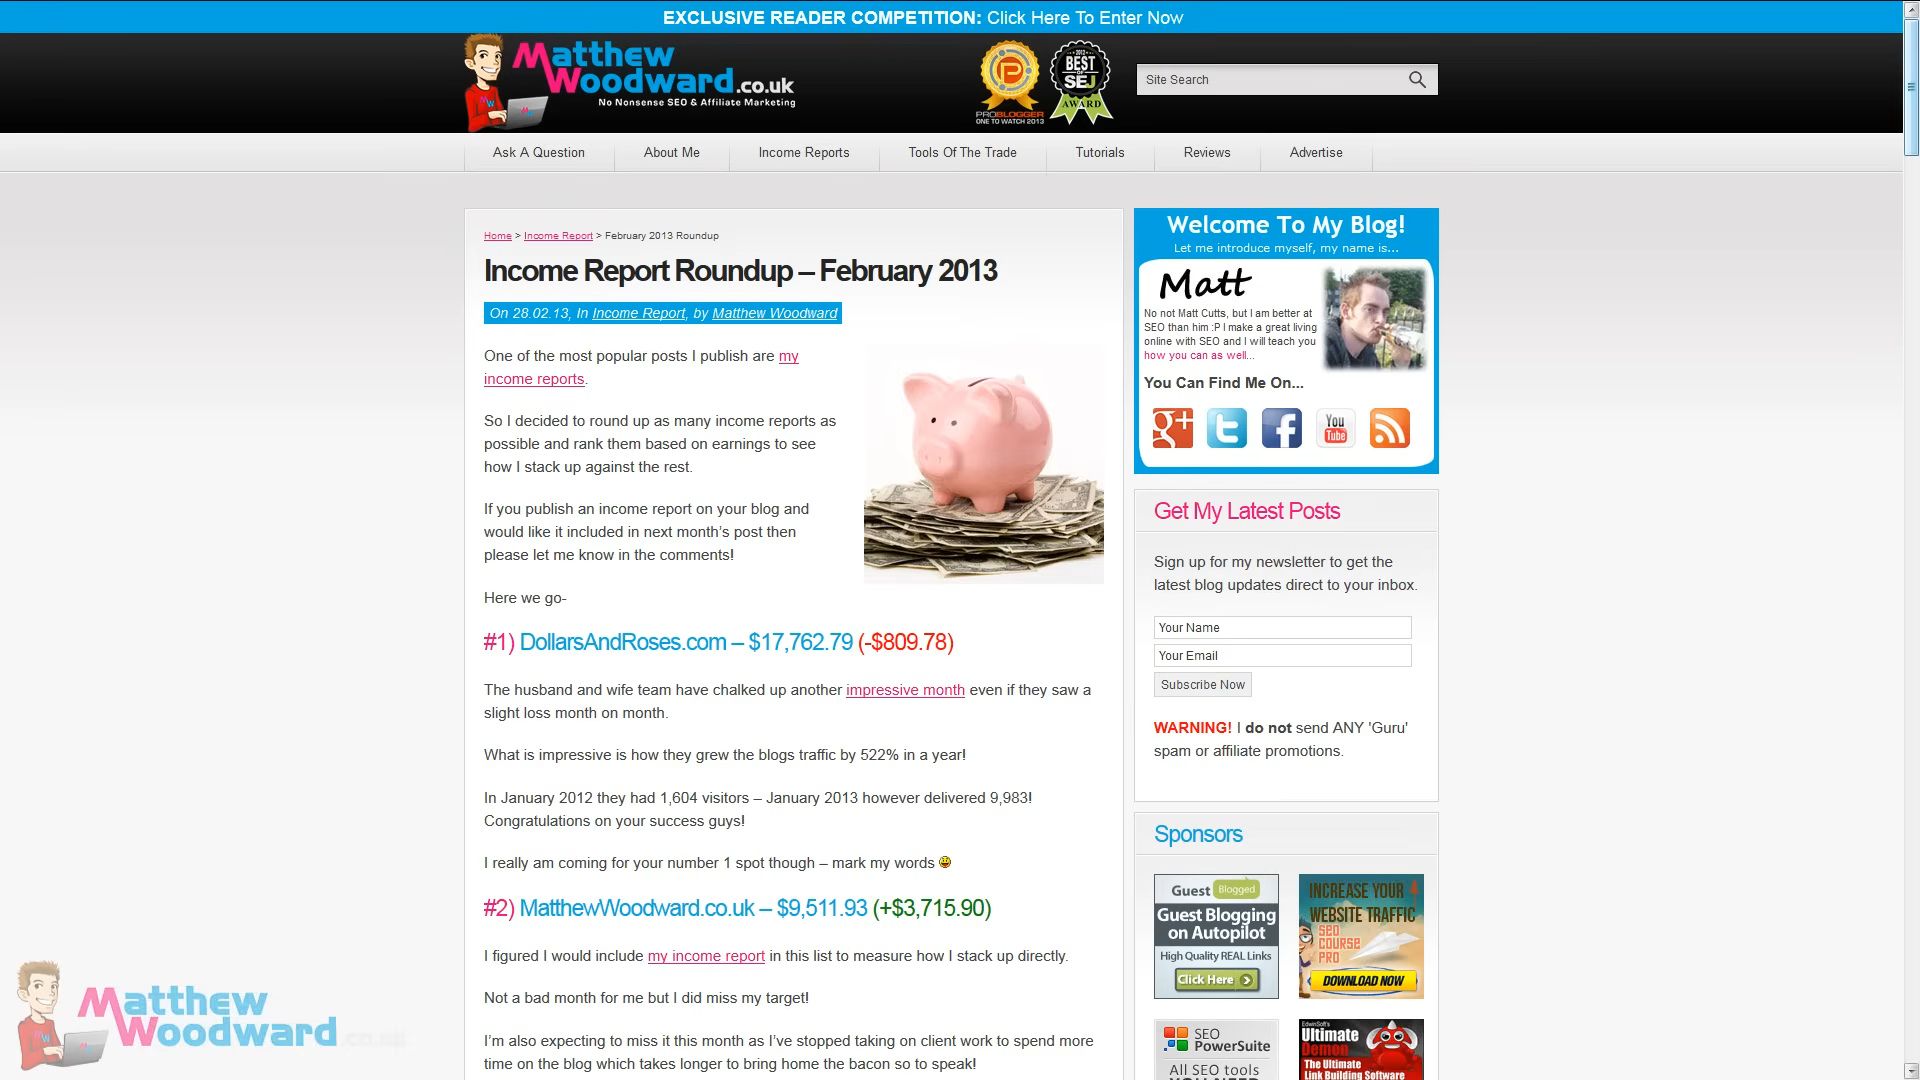 EXCLUSIVE READER COMPETITION: Click Here To Enter Now
Matthew
Woodward.co.uk
No Nonsense SEO & Affiliate Marketing
P
PROBLOGGER
ONE TO WATCH 2013
2012
BEST
OF
SEJ
AWARD
Site Search
Ask A Question
About Me
Income Reports
Tools Of The Trade
Tutorials
Reviews
Advertise
Home > Income Report > February 2013 Roundup
Income Report Roundup – February 2013
On 28.02.13, In Income Report, by Matthew Woodward
One of the most popular posts I publish are my
income reports.
So I decided to round up as many income reports as
possible and rank them based on earnings to see
how I stack up against the rest.
If you publish an income report on your blog and
would like it included in next month’s post then
please let me know in the comments!
Here we go-
#1) DollarsAndRoses.com – $17,762.79 (-$809.78)
The husband and wife team have chalked up another impressive month even if they saw a
slight loss month on month.
What is impressive is how they grew the blogs traffic by 522% in a year!
In January 2012 they had 1,604 visitors – January 2013 however delivered 9,983!
Congratulations on your success guys!
I really am coming for your number 1 spot though – mark my words
#2) MatthewWoodward.co.uk – $9,511.93 (+$3,715.90)
I figured I would include my income report in this list to measure how I stack up directly.
Not a bad month for me but I did miss my target!
I’m also expecting to miss it this month as I’ve stopped taking on client work to spend more
time on the blog which takes longer to bring home the bacon so to speak!
Welcome To My Blog!
Let me introduce myself, my name is...
Matt
No not Matt Cutts, but I am better at
SEO than him :P I make a great living
online with SEO and I will teach you
how you can as well...
You Can Find Me On...
g+
t
f
You
Tube
Get My Latest Posts
Sign up for my newsletter to get the
latest blog updates direct to your inbox.
Your Name
Your Email
Subscribe Now
WARNING! I do not send ANY 'Guru'
spam or affiliate promotions.
Sponsors
Guest Blogged
Guest Blogging
on Autopilot
High Quality REAL Links
Click Here
INCREASE YOUR
WEBSITE TRAFFIC
SEO
COURSE
PRO
DOWNLOAD NOW
SEO
PowerSuite
All SEO tools
YOU NEED
EdwinSoft's
Ultimate
Demon
The Ultimate
Link Building Software
Matthew
Woodward.co.uk